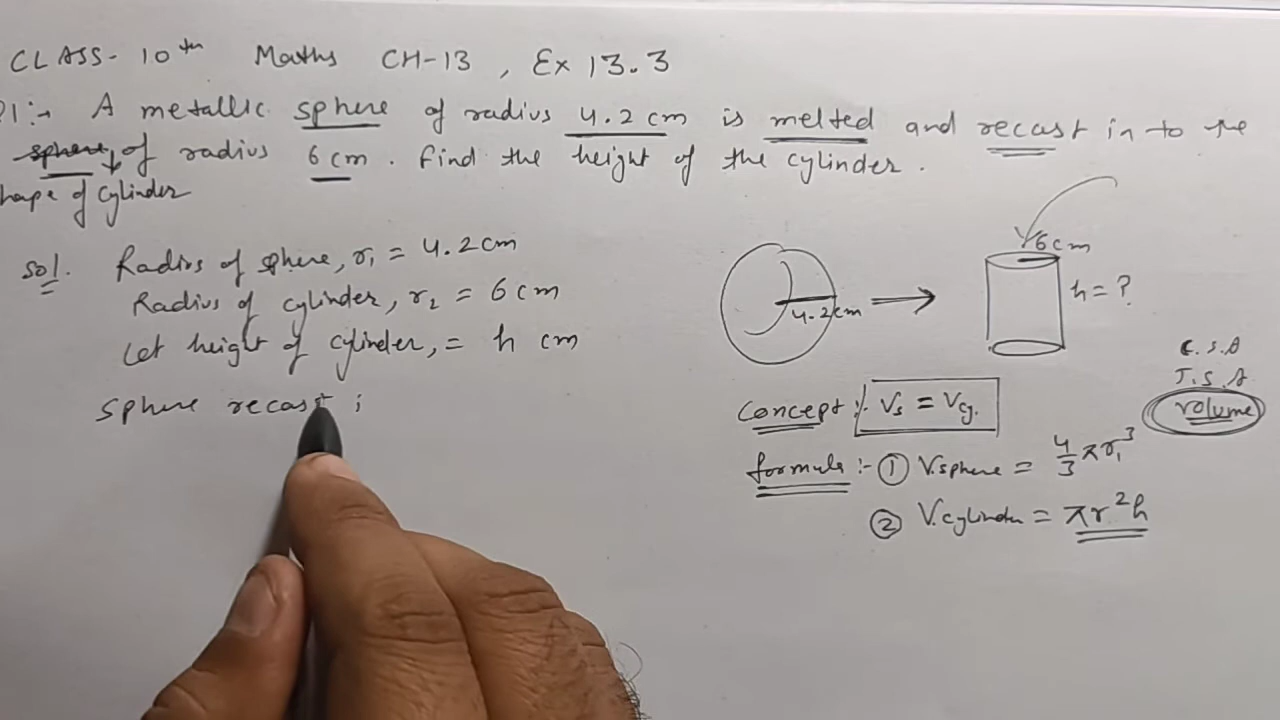 CLASS- 10th Maths CH-13, Ex 13.3
Q1:→ A metallic sphere of radius 4.2 cm is melted and recast in to the
sphere of radius 6 cm. Find the height of the cylinder.
shape of cylinder
Sol. Radius of sphere, r₁ = 4.2 cm
Radius of cylinder, r₂ = 6 cm
Let height of cylinder, = h cm
Sphere recast i
4.2cm
6cm
h = ?
C.S.A
T.S.A
Volume
Concept :- Vs = Vcy.
formula :- ① V.sphere = 4/3 πr₁³
② V.cylinder = πr²h